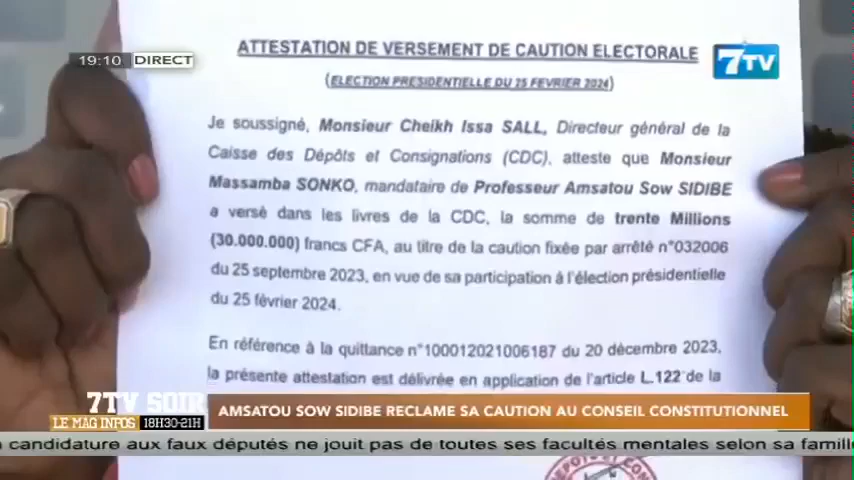 19:10 DIRECT
7TV
ATTESTATION DE VERSEMENT DE CAUTION ELECTORALE
(ELECTION PRESIDENTIELLE DU 25 FEVRIER 2024)
Je soussigné, Monsieur Cheikh Issa SALL, Directeur général de la
Caisse des Dépôts et Consignations (CDC), atteste que Monsieur
Massamba SONKO, mandataire de Professeur Amsatou Sow SIDIBE
a versé dans les livres de la CDC, la somme de trente Millions
(30.000.000) francs CFA, au titre de la caution fixée par arrêté n°032006
du 25 septembre 2023, en vue de sa participation à l'élection présidentielle
du 25 février 2024.
En référence à la quittance n°100012021006187 du 20 décembre 2023,
la présente attestation est délivrée en application de l'article L.122 de la
7TV SOIR
LE MAG INFOS 18H30-21H
AMSATOU SOW SIDIBE RECLAME SA CAUTION AU CONSEIL CONSTITUTIONNEL
candidature aux faux députés ne jouit pas de toutes ses facultés mentales selon sa famille